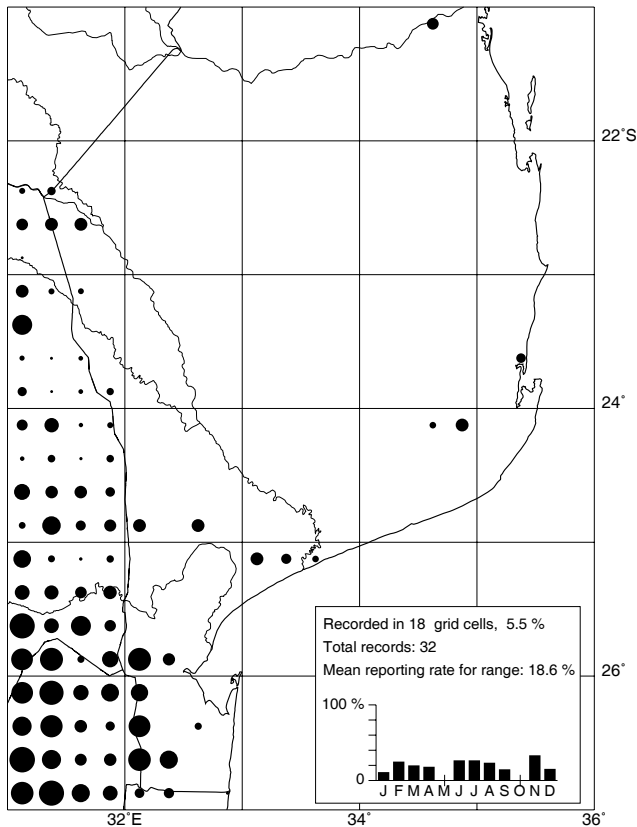 22°S
24°
Recorded in 18 grid cells, 5.5 %
Total records: 32
Mean reporting rate for range: 18.6 %
26°
100 %
0
J F M A M J J A S O N D
32°E 34° 36°